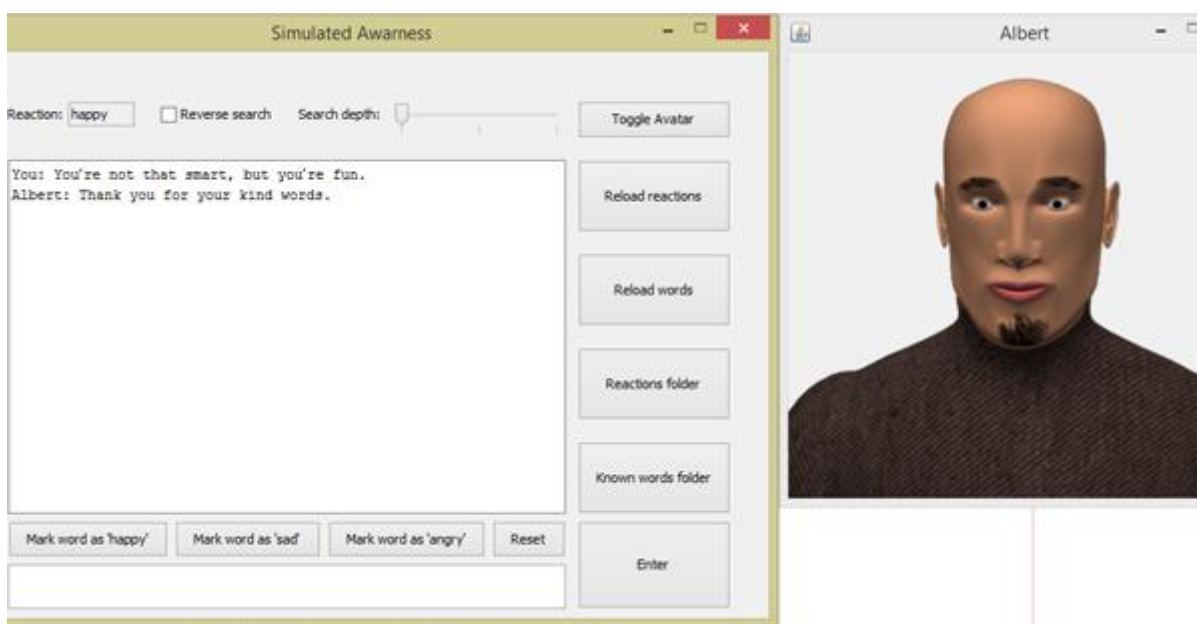 Simulated Awarness
Albert
Reaction: happy
Reverse search
Search depth:
Toggle Avatar
You: You're not that smart, but you're fun.
Albert: Thank you for your kind words.
Reload reactions
Reload words
Reactions folder
Known words folder
Mark word as 'happy'
Mark word as 'sad'
Mark word as 'angry'
Reset
Enter